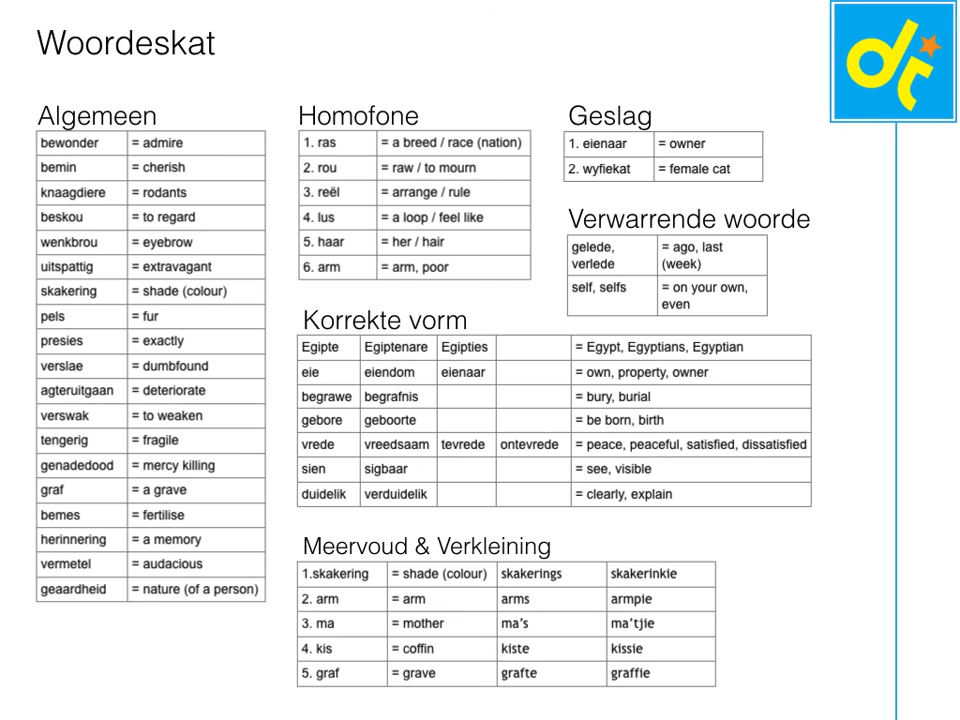 Woordeskat
Algemeen
bewonder = admire
bemin = cherish
knaagdiere = rodants
beskou = to regard
wenkbrou = eyebrow
uitspattig = extravagant
skakering = shade (colour)
pels = fur
presies = exactly
verslae = dumbfound
agteruitgaan = deteriorate
verswak = to weaken
tengerig = fragile
genadedood = mercy killing
graf = a grave
bemes = fertilise
herinnering = a memory
vermetel = audacious
geaardheid = nature (of a person)
Homofone
1. ras = a breed / race (nation)
2. rou = raw / to mourn
3. reël = arrange / rule
4. lus = a loop / feel like
5. haar = her / hair
6. arm = arm, poor
Geslag
1. eienaar = owner
2. wyfiekat = female cat
Verwarrende woorde
gelede, = ago, last
verlede (week)
self, selfs = on your own,
even
Korrekte vorm
Egipte Egiptenare Egipties = Egypt, Egyptians, Egyptian
eie eiendom eienaar = own, property, owner
begrawe begrafnis = bury, burial
gebore geboorte = be born, birth
vrede vreedsaam tevrede ontevrede = peace, peaceful, satisfied, dissatisfied
sien sigbaar = see, visible
duidelik verduidelik = clearly, explain
Meervoud & Verkleining
1.skakering = shade (colour) skakerings skakerinkie
2. arm = arm arms armpie
3. ma = mother ma's ma'tjie
4. kis = coffin kiste kissie
5. graf = grave grafte graffie